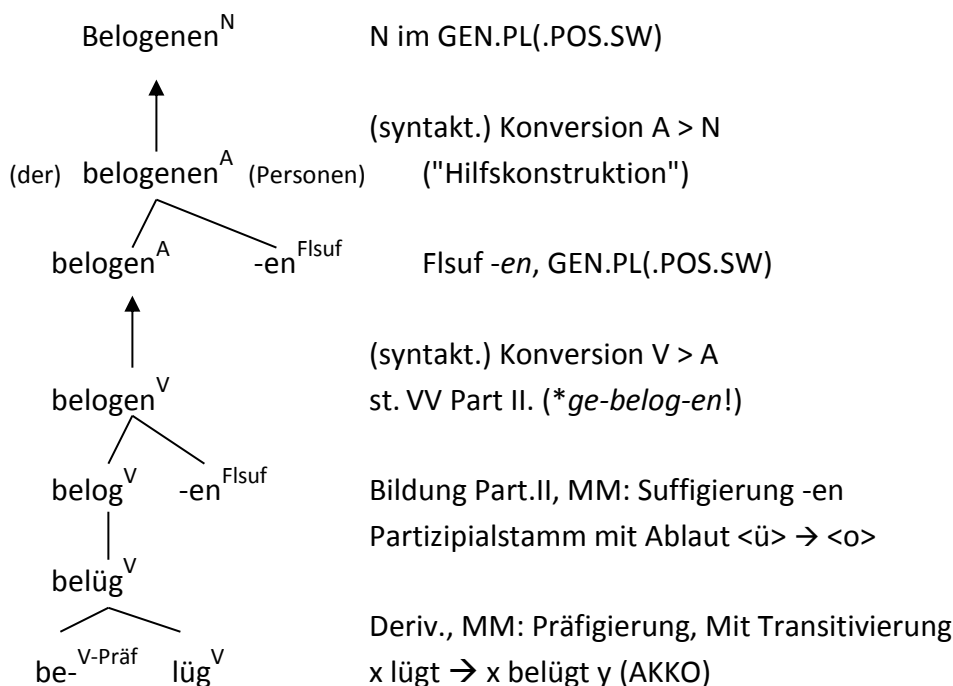 Belogenen^N N im GEN.PL(.POS.SW)
(syntakt.) Konversion A > N
(der) belogenen^A (Personen) ("Hilfskonstruktion")
belogen^A -en^Flsuf Flsuf -en, GEN.PL(.POS.SW)
(syntakt.) Konversion V > A
belogen^V st. VV Part II. (*ge-belog-en!)
belog^V -en^Flsuf Bildung Part.II, MM: Suffigierung -en
Partizipialstamm mit Ablaut <ü> → <o>
belüg^V
Deriv., MM: Präfigierung, Mit Transitivierung
be-^V-Präf lüg^V x lügt → x belügt y (AKKO)